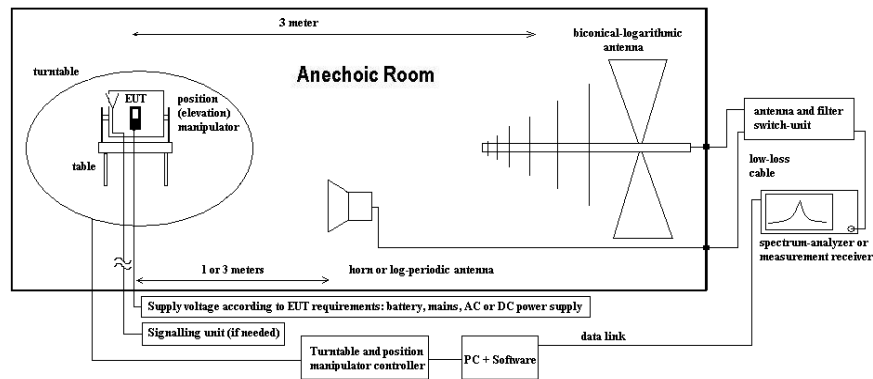 3 meter
biconical-logarithmic
antenna
turntable
Anechoic Room
EUT
position
(elevation)
manipulator
antenna and filter
switch-unit
table
low-loss
cable
spectrum-analyzer or
measurement receiver
1 or 3 meters
horn or log-periodic antenna
Supply voltage according to EUT requirements: battery, mains, AC or DC power supply
Signalling unit (if needed)
data link
Turntable and position
manipulator controller
PC + Software